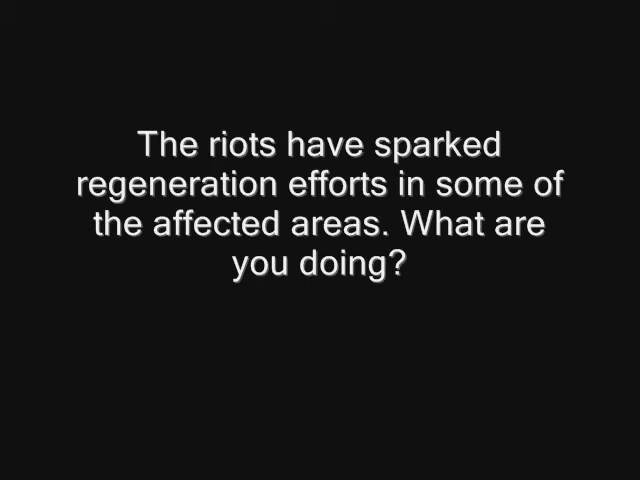 The riots have sparked
regeneration efforts in some of
the affected areas. What are
you doing?